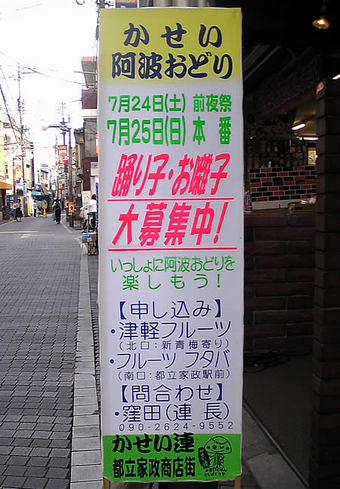 かせい
阿波おどり
7月24日(土) 前夜祭
7月25日(日) 本番
踊り子・お囃子
大募集中!
いっしょに阿波おどりを
楽しもう!
【申し込み】
・津軽フルーツ
(北口:新青梅寄り)
・フルーツ フタバ
(南口:都立家政駅前)
【問合わせ】
・窪田(連 長)
090-2624-9552
かせい連
都立家政商店街